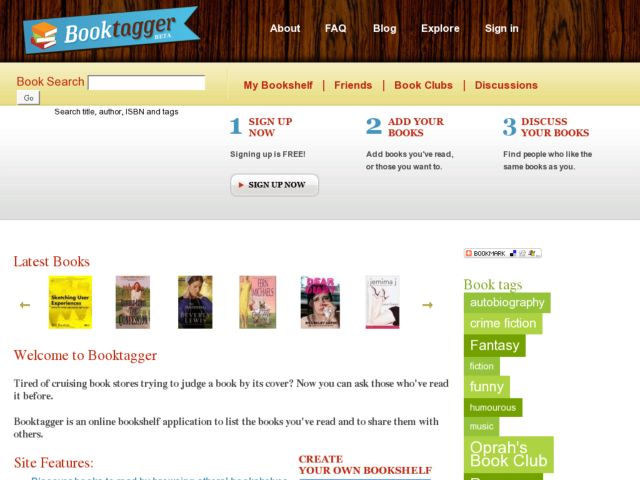 Booktagger
BETA
About FAQ Blog Explore Sign in
Book Search
Go
Search title, author, ISBN and tags
My Bookshelf | Friends | Book Clubs | Discussions
1 SIGN UP
NOW
Signing up is FREE!
SIGN UP NOW
2 ADD YOUR
BOOKS
Add books you've read,
or those you want to.
3 DISCUSS
YOUR BOOKS
Find people who like the
same books as you.
Latest Books
Sketching User
Experiences
BEVERLY LEWIS
FERN
MICHAELS
DEAR
jemima j
Welcome to Booktagger
Tired of cruising book stores trying to judge a book by its cover? Now you can ask those who've read
it before.
Booktagger is an online bookshelf application to list the books you've read and to share them with
others.
Site Features:
CREATE
YOUR OWN BOOKSHELF
BOOKMARK
Book tags
autobiography
crime fiction
Fantasy
fiction
funny
humourous
music
Oprah's
Book Club